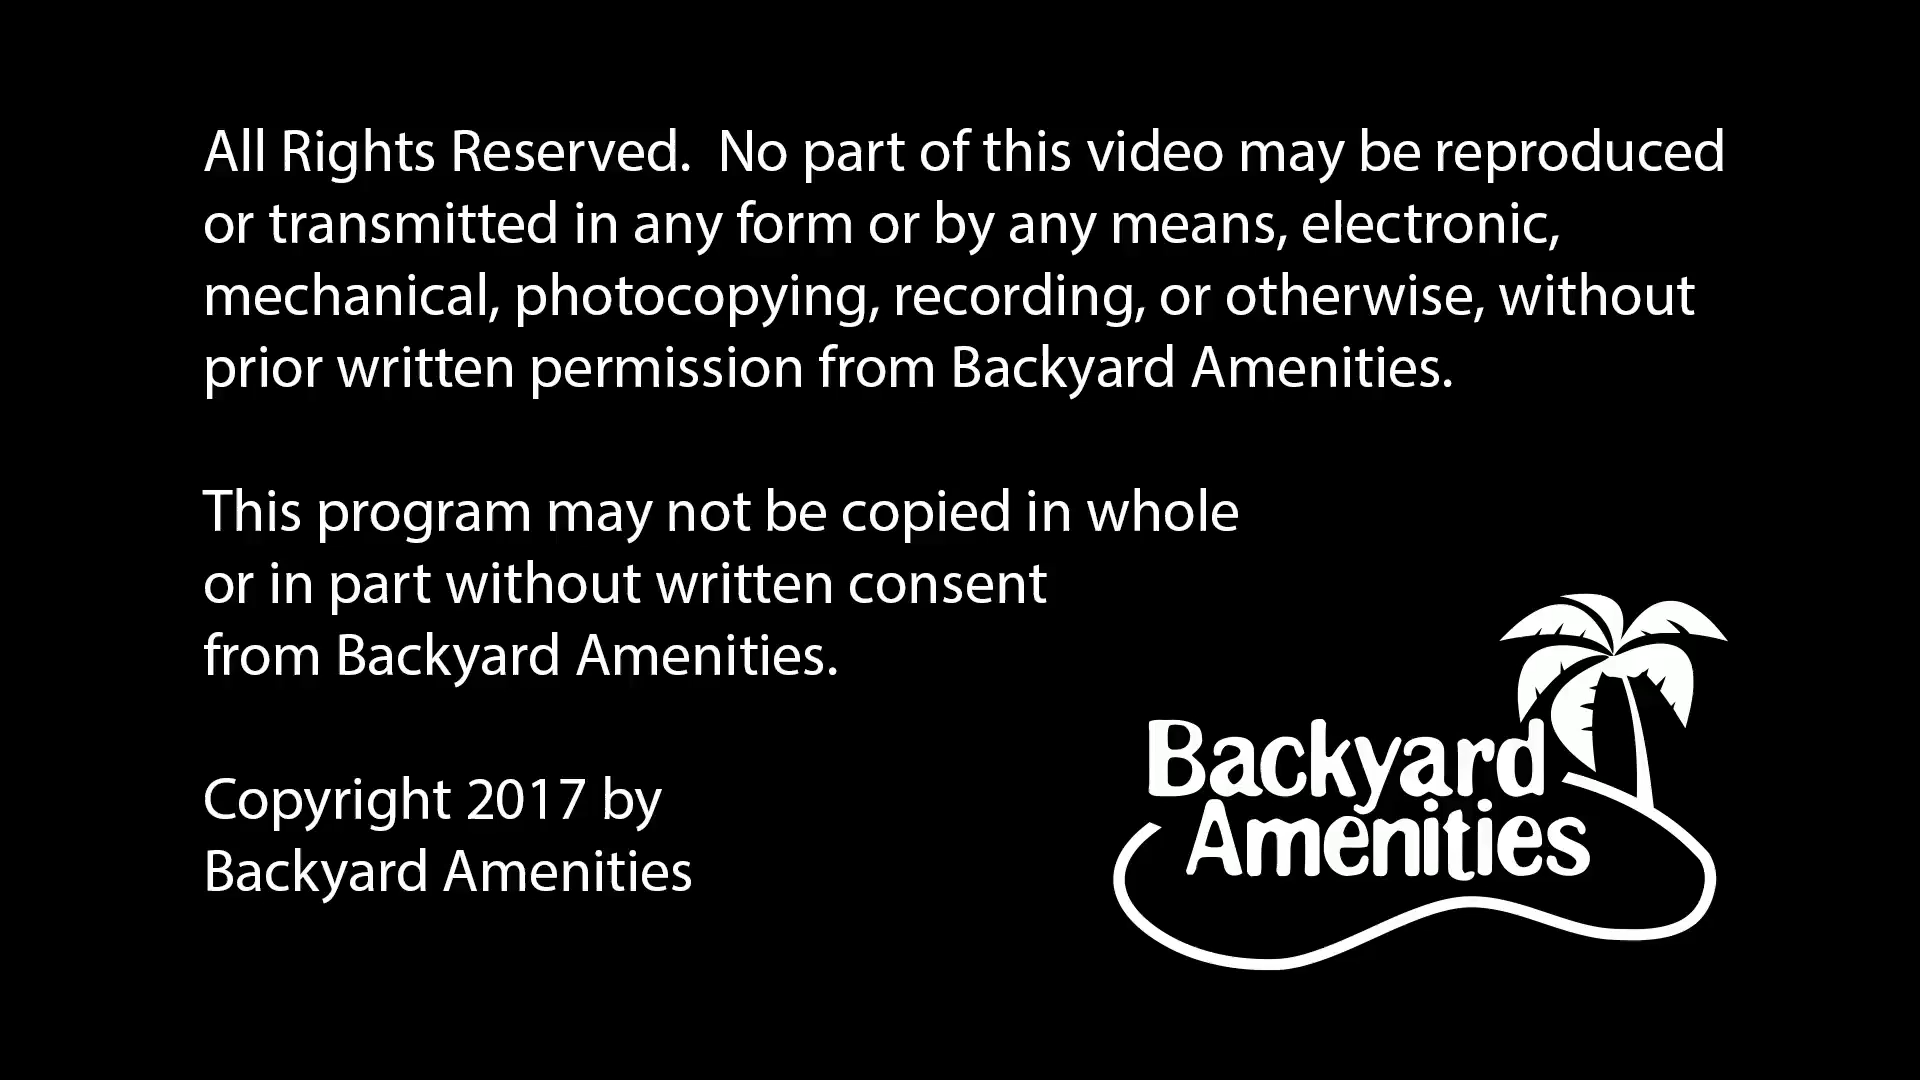 All Rights Reserved.  No part of this video may be reproduced
or transmitted in any form or by any means, electronic,
mechanical, photocopying, recording, or otherwise, without
prior written permission from Backyard Amenities.
This program may not be copied in whole
or in part without written consent
from Backyard Amenities.
Copyright 2017 by
Backyard Amenities
Backyard
Amenities